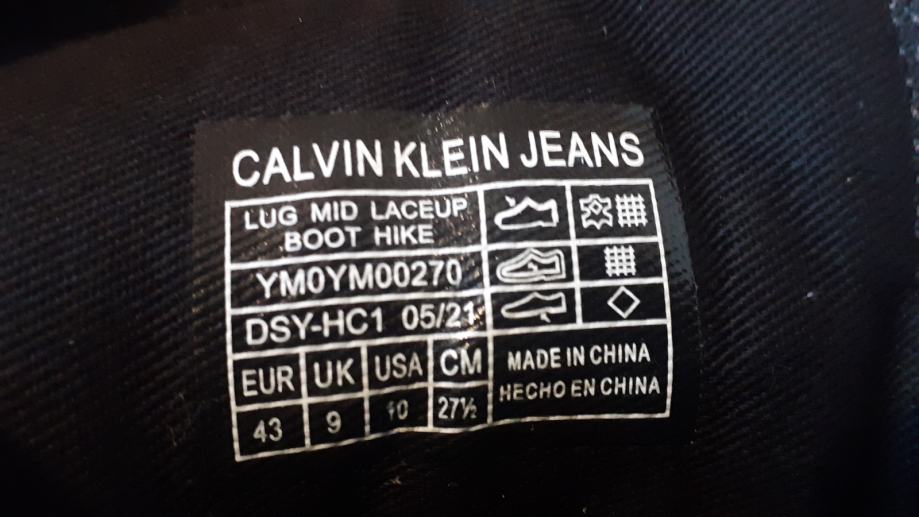 CALVIN KLEIN JEANS
LUG MID LACEUP
BOOT HIKE
YM0YM00270
DSY-HC1 05/21
EUR UK USA CM
43 9 10 27½
MADE IN CHINA
HECHO EN CHINA